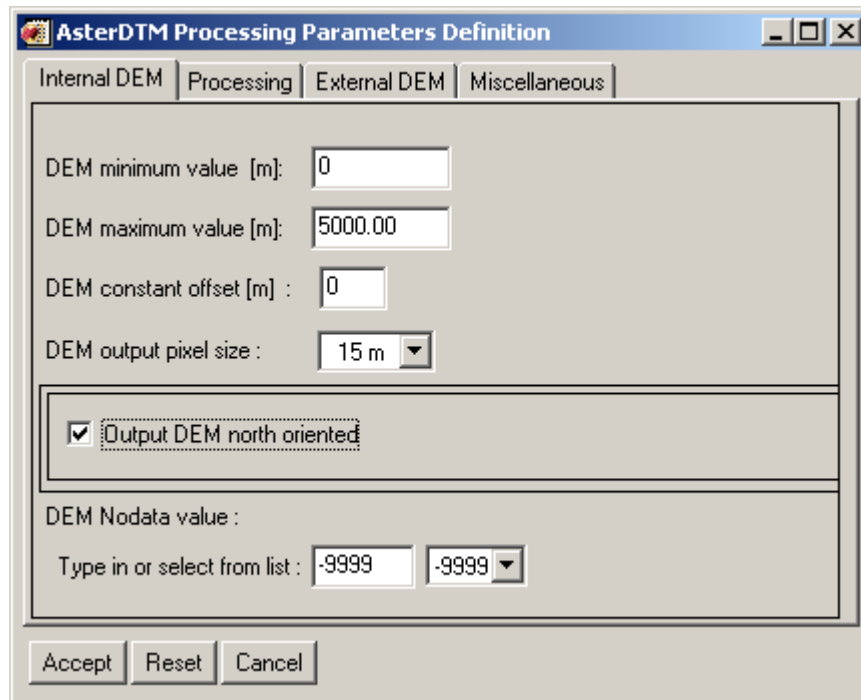 AsterDTM Processing Parameters Definition
Internal DEM Processing External DEM Miscellaneous
DEM minimum value [m]: 0
DEM maximum value [m]: 5000.00
DEM constant offset [m] : 0
DEM output pixel size : 15 m
Output DEM north oriented
DEM Nodata value :
Type in or select from list : -9999 -9999
Accept Reset Cancel